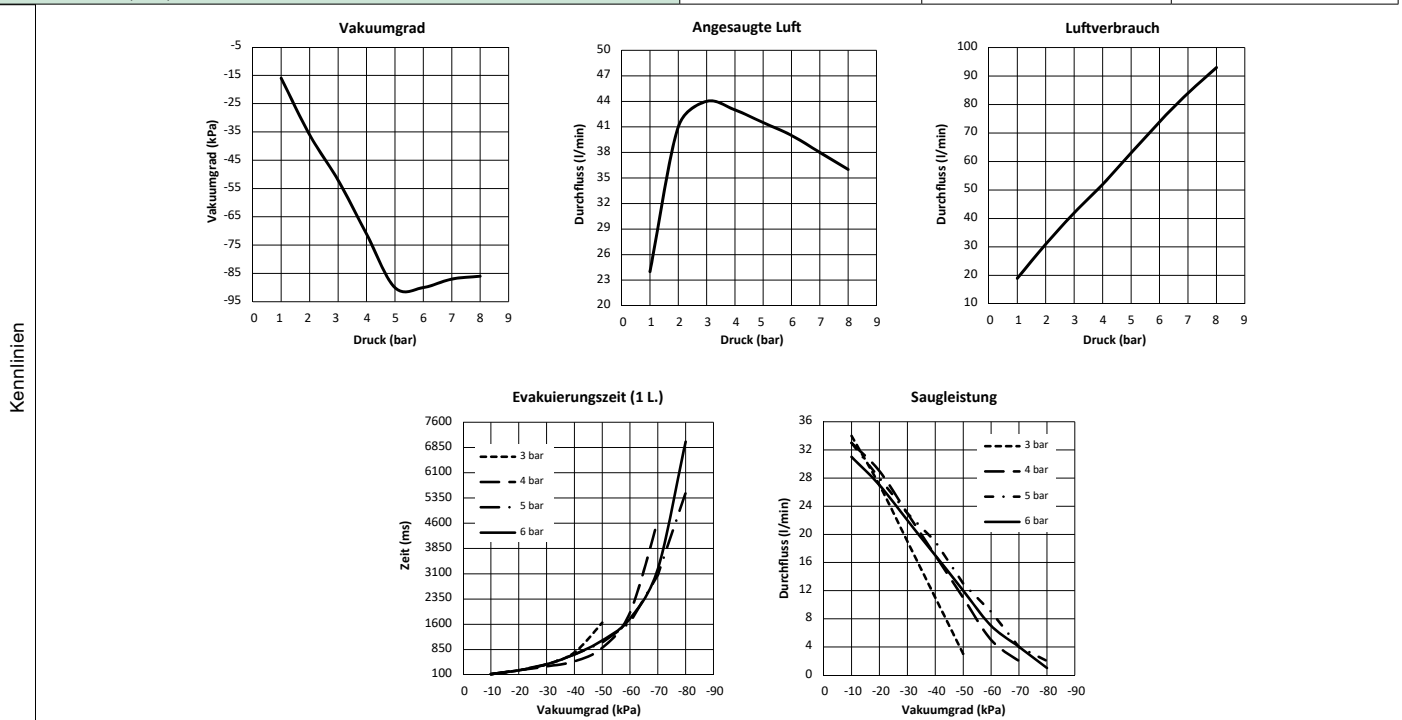 Kennlinien
Vakuumgrad
-5
-15
-25
-35
-45
-55
-65
-75
-85
-95
Vakuumgrad (kPa)
0 1 2 3 4 5 6 7 8 9
Druck (bar)
Angesaugte Luft
50
47
44
41
38
35
32
29
26
23
20
Durchfluss (l/min)
0 1 2 3 4 5 6 7 8 9
Druck (bar)
Luftverbrauch
100
90
80
70
60
50
40
30
20
10
Durchfluss (l/min)
0 1 2 3 4 5 6 7 8 9
Druck (bar)
Evakuierungszeit (1 L.)
7600
6850
6100
5350
4600
3850
3100
2350
1600
850
100
Zeit (ms)
3 bar
4 bar
5 bar
6 bar
0 -10 -20 -30 -40 -50 -60 -70 -80 -90
Vakuumgrad (kPa)
Saugleistung
36
32
28
24
20
16
12
8
4
0
Durchfluss (l/min)
3 bar
4 bar
5 bar
6 bar
0 -10 -20 -30 -40 -50 -60 -70 -80 -90
Vakuumgrad (kPa)